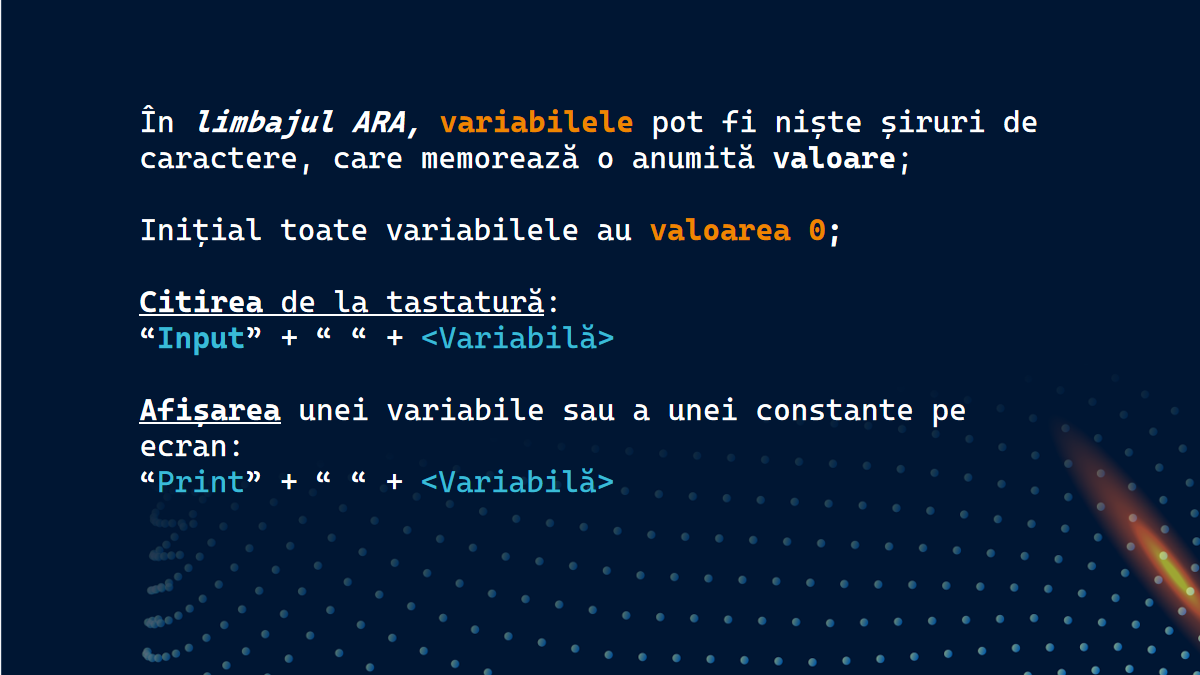 În limbajul ARA, variabilele pot fi niște șiruri de
caractere, care memorează o anumită valoare;
Inițial toate variabilele au valoarea 0;
Citirea de la tastatură:
“Input” + “ “ + <Variabilă>
Afișarea unei variabile sau a unei constante pe
ecran:
“Print” + “ “ + <Variabilă>